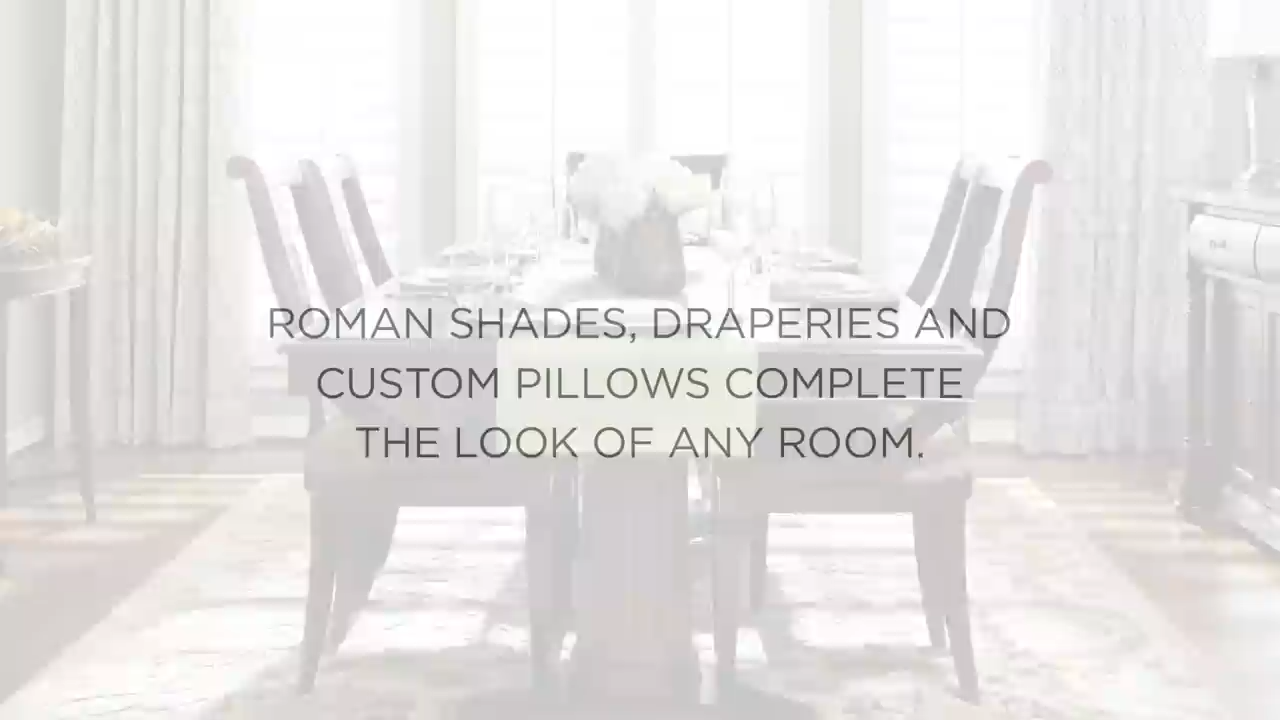 ROMAN SHADES, DRAPERIES AND
CUSTOM PILLOWS COMPLETE
THE LOOK OF ANY ROOM.